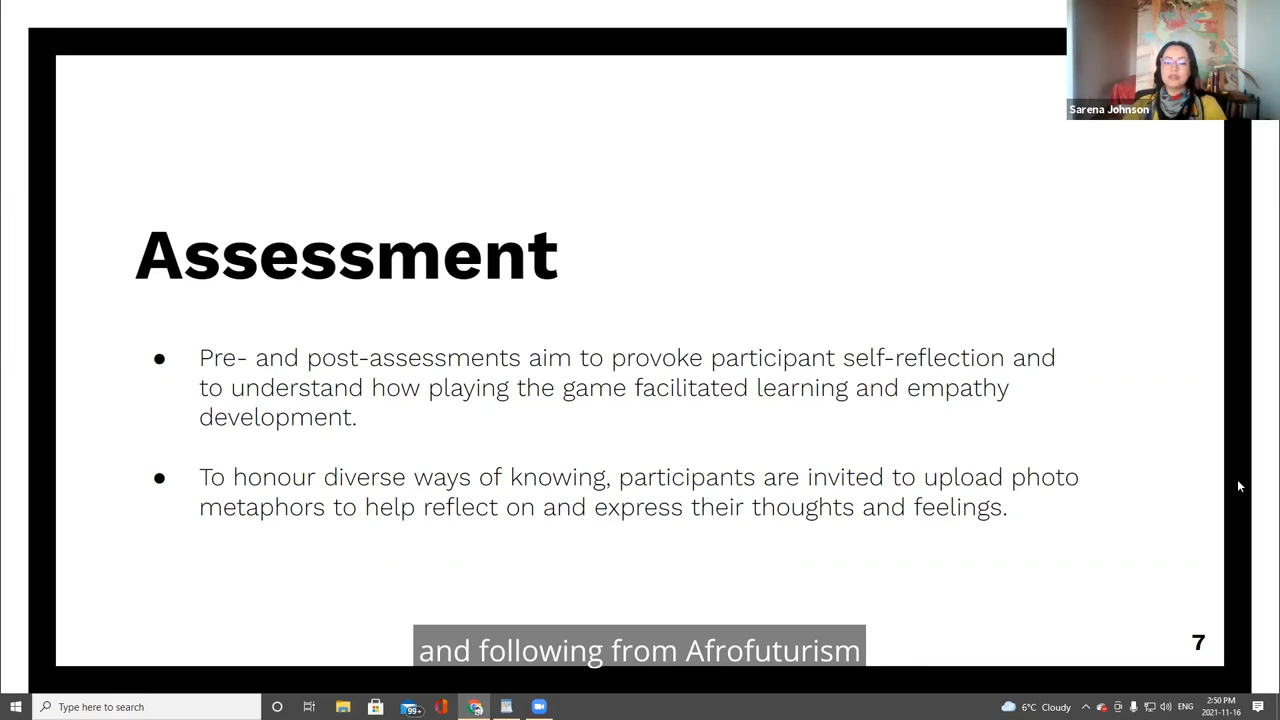 Sarena Johnson
Assessment
● Pre- and post-assessments aim to provoke participant self-reflection and
to understand how playing the game facilitated learning and empathy
development.
● To honour diverse ways of knowing, participants are invited to upload photo
metaphors to help reflect on and express their thoughts and feelings.
and following from Afrofuturism
7
Type here to search
99+
6°C Cloudy
ENG
2:50 PM
2021-11-16